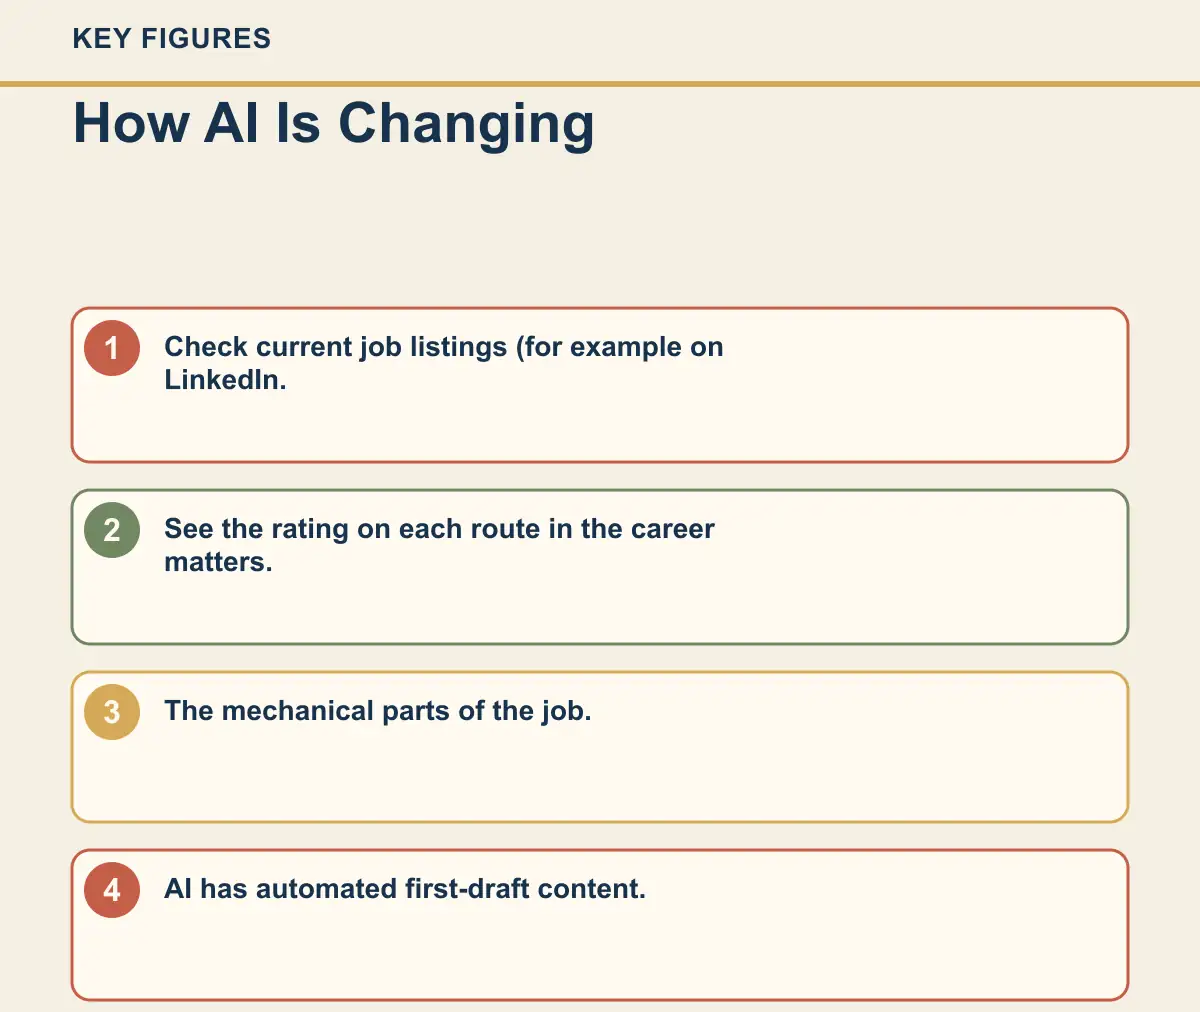 KEY FIGURES
How AI Is Changing
1
Check current job listings (for example on
LinkedIn.
2
See the rating on each route in the career
matters.
3
The mechanical parts of the job.
4
AI has automated first-draft content.